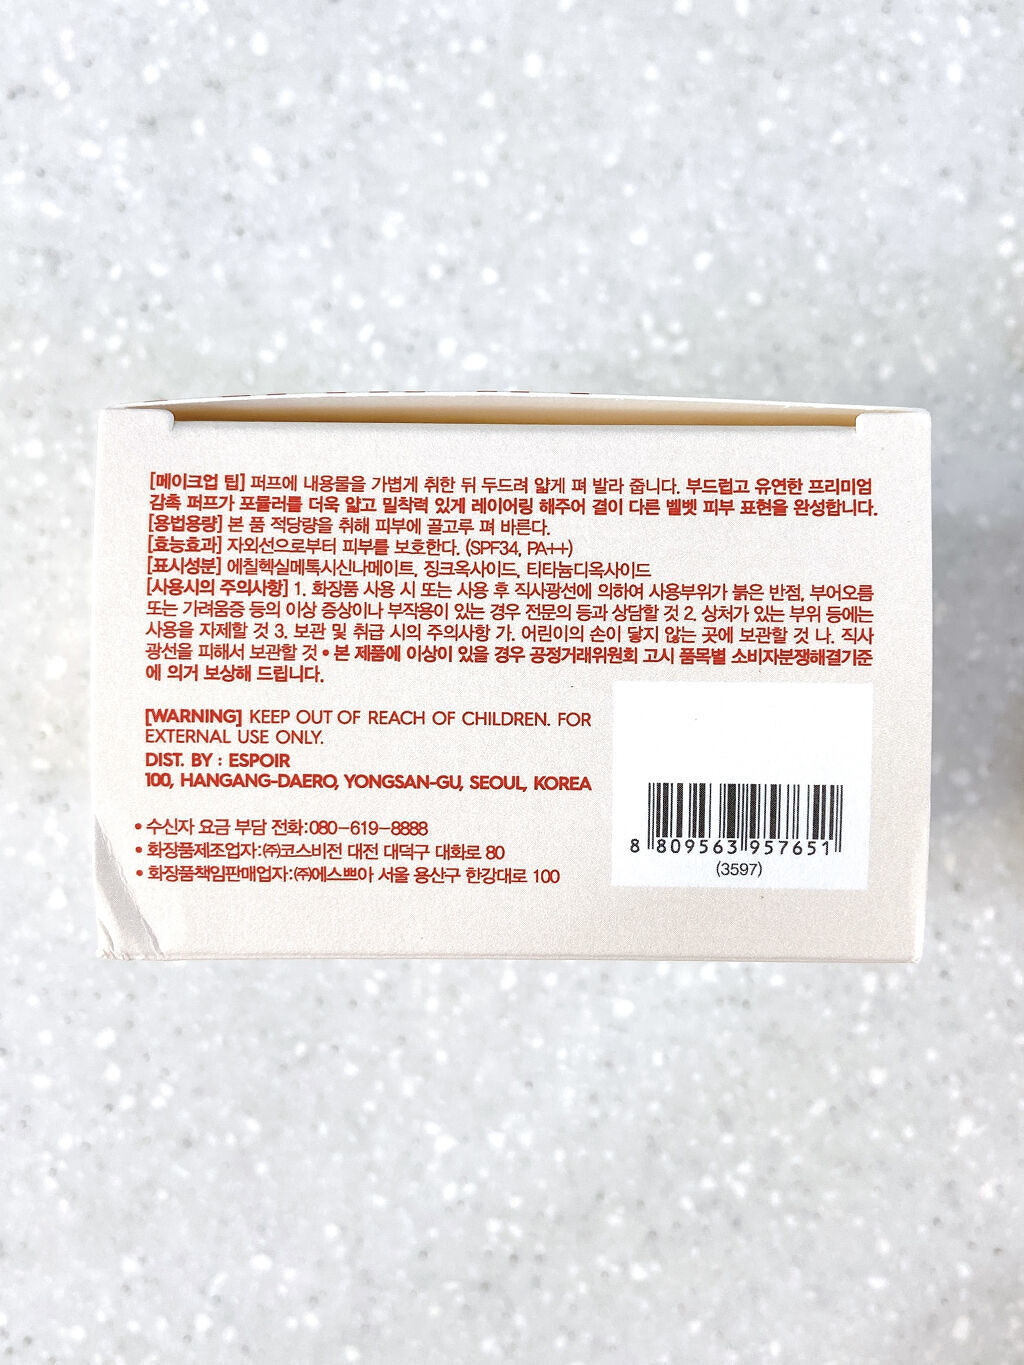 [메이크업 팁] 퍼프에 내용물을 가볍게 취한 뒤 두드려 얇게 펴 발라 줍니다. 부드럽고 유연한 프리미엄
감촉 퍼프가 포뮬러를 더욱 얇고 밀착력 있게 레이어링 해주어 결이 다른 벨벳 피부 표현을 완성합니다.
[용법용량] 본 품 적당량을 취해 피부에 골고루 펴 바른다.
[효능효과] 자외선으로부터 피부를 보호한다. (SPF34, PA++)
[표시성분] 에칠헥실메톡시신나메이트, 징크옥사이드, 티타늄디옥사이드
[사용시의 주의사항] 1. 화장품 사용 시 또는 사용 후 직사광선에 의하여 사용부위가 붉은 반점, 부어오름
또는 가려움증 등의 이상 증상이나 부작용이 있는 경우 전문의 등과 상담할 것 2. 상처가 있는 부위 등에는
사용을 자제할 것 3. 보관 및 취급 시의 주의사항 가. 어린이의 손이 닿지 않는 곳에 보관할 것 나. 직사
광선을 피해서 보관할 것 • 본 제품에 이상이 있을 경우 공정거래위원회 고시 품목별 소비자분쟁해결기준
에 의거 보상해 드립니다.
[WARNING] KEEP OUT OF REACH OF CHILDREN. FOR
EXTERNAL USE ONLY.
DIST. BY : ESPOIR
100, HANGANG-DAERO, YONGSAN-GU, SEOUL, KOREA
• 수신자 요금 부담 전화:080-619-8888
• 화장품제조업자:㈜코스비전 대전 대덕구 대화로 80
• 화장품책임판매업자:㈜에스쁘아 서울 용산구 한강대로 100
8 809563 957651
(3597)